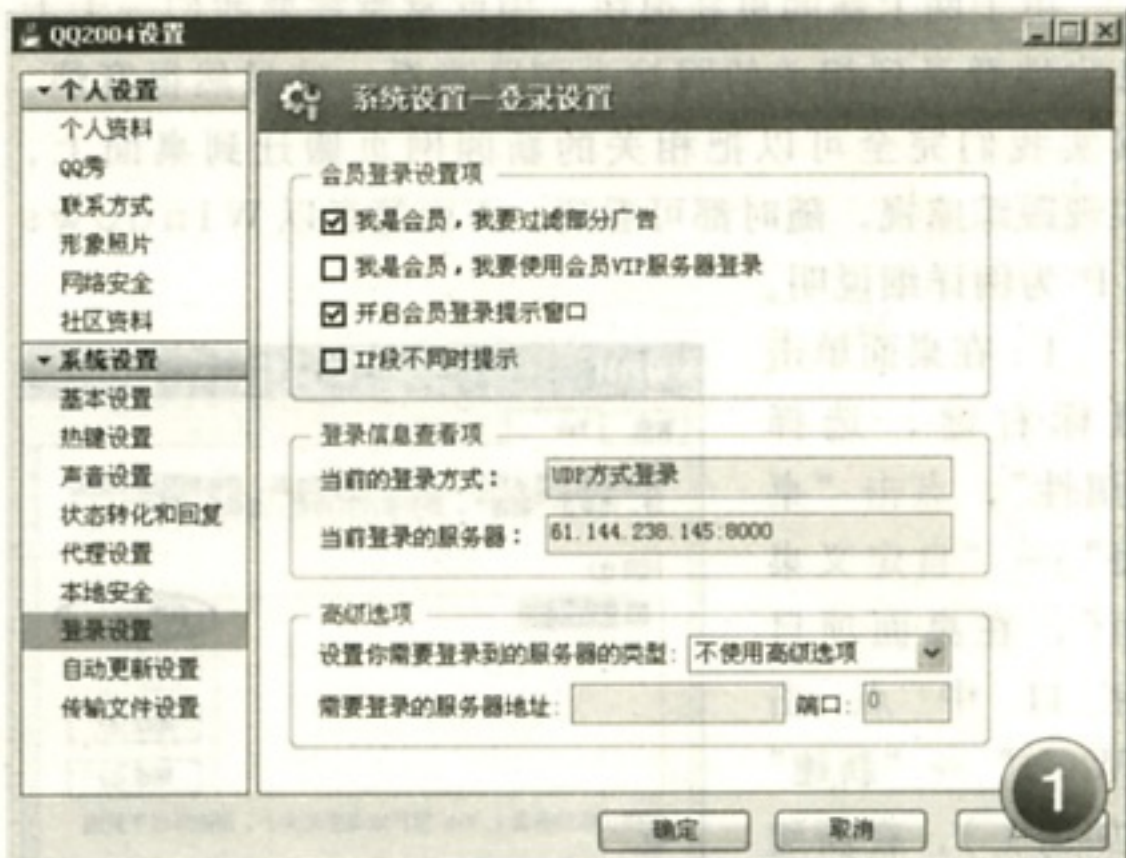 QQ2004设置
个人设置
个人资料
QQ秀
联系方式
形象照片
网络安全
社区资料
系统设置
基本设置
热键设置
声音设置
状态转化和回复
代理设置
本地安全
登录设置
自动更新设置
传输文件设置
系统设置—登录设置
会员登录设置项
我是会员，我要过滤部分广告
我是会员，我要使用会员VIP服务器登录
开启会员登录提示窗口
IP段不同时提示
登录信息查看项
当前的登录方式： UDP方式登录
当前登录的服务器： 61.144.238.145:8000
高级选项
设置你需要登录到的服务器的类型: 不使用高级选项
需要登录的服务器地址: 端口: 0
确定 取消
1